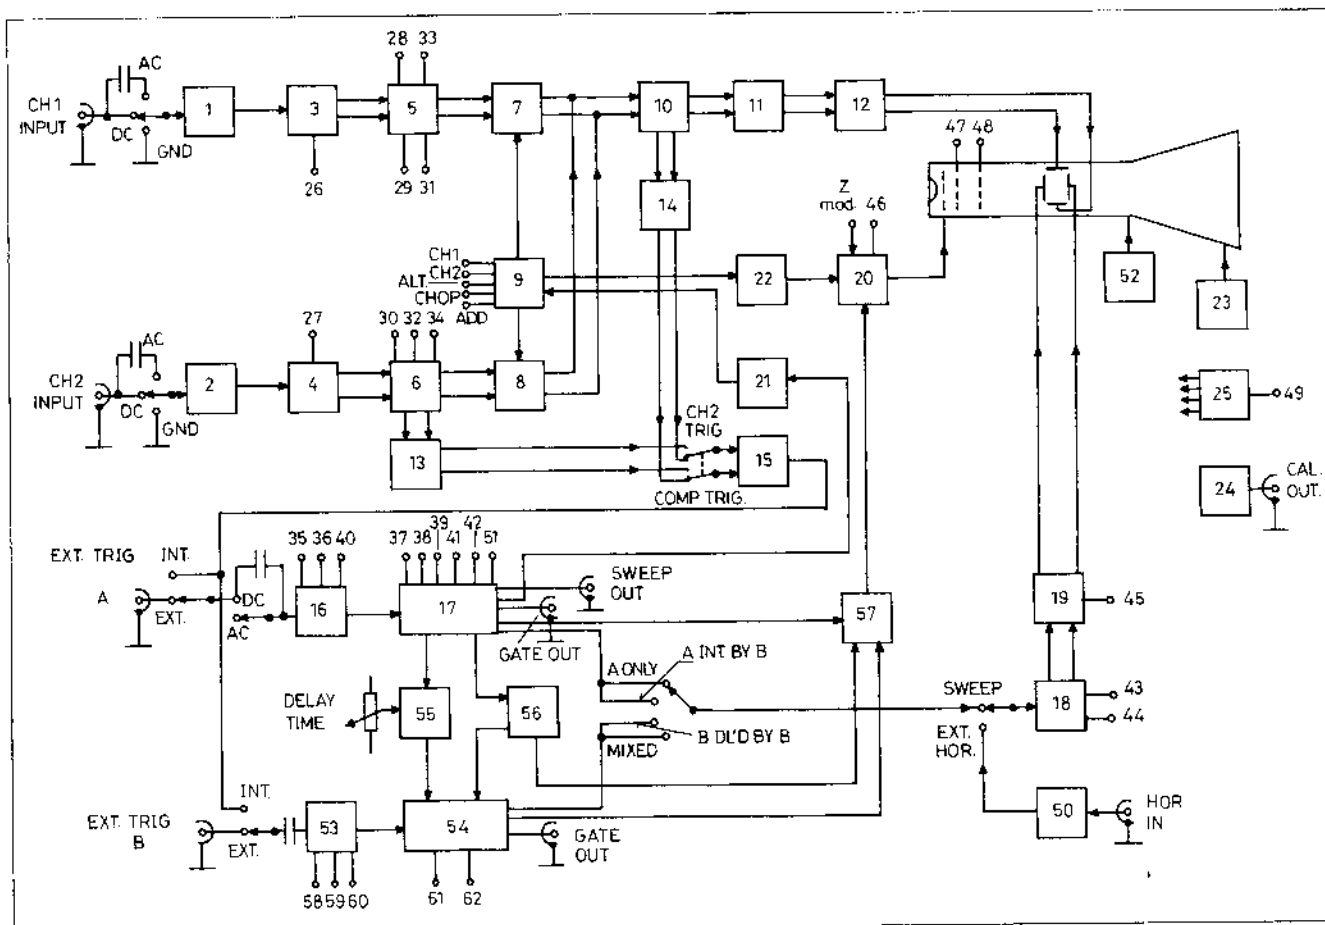 28 33
AC
CH1
INPUT
DC
GND
1
3
5
7
10
11
12
26
29 31
47 48
14
Z
mod. 46
CH1
CH2
ALT.
CHOP
ADD
9
22
20
52
23
27
30 32 34
AC
CH2
INPUT
DC
GND
2
4
6
8
21
25
49
CH2
TRIG
13
15
COMP TRIG.
24
CAL.
OUT.
EXT. TRIG
A
INT.
EXT.
DC
AC
35 36 40
37 38 39 41 42 51
16
17
SWEEP
OUT
GATE OUT
57
19
45
A INT BY B
A ONLY
DELAY
TIME
55
56
B DL'D BY B
MIXED
SWEEP
EXT.
HOR.
18
43
44
INT.
EXT. TRIG
B
EXT.
53
54
GATE
OUT
50
HOR
IN
58 59 60
61 62